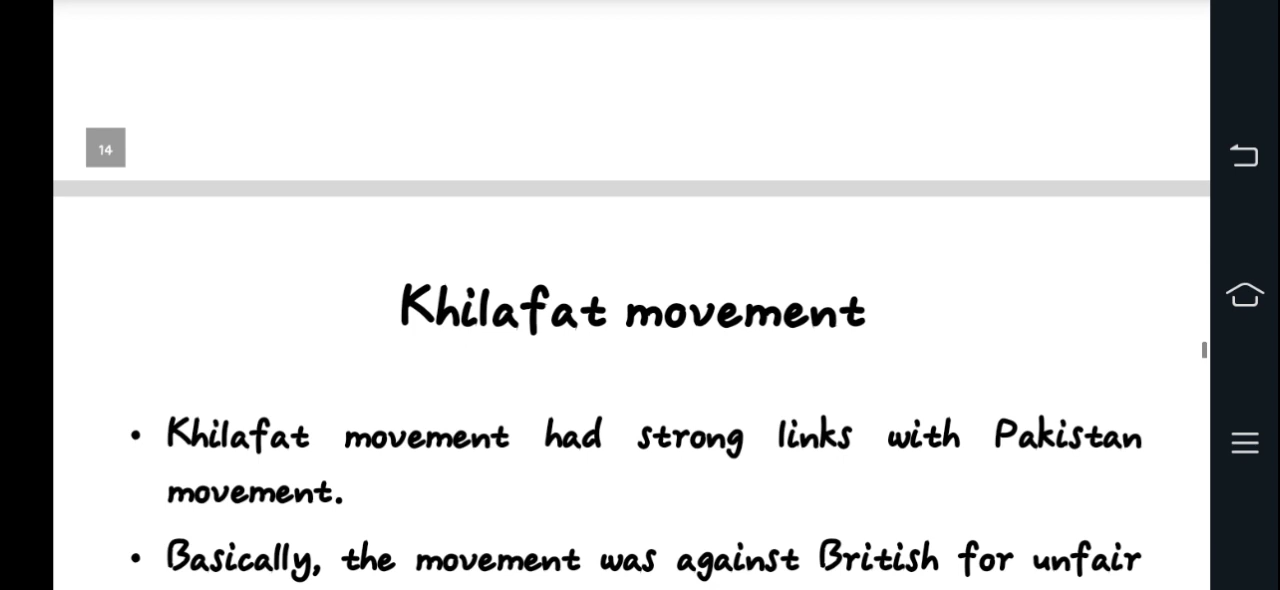 14
Khilafat movement
• Khilafat movement had strong links with Pakistan
movement.
• Basically, the movement was against British for unfair